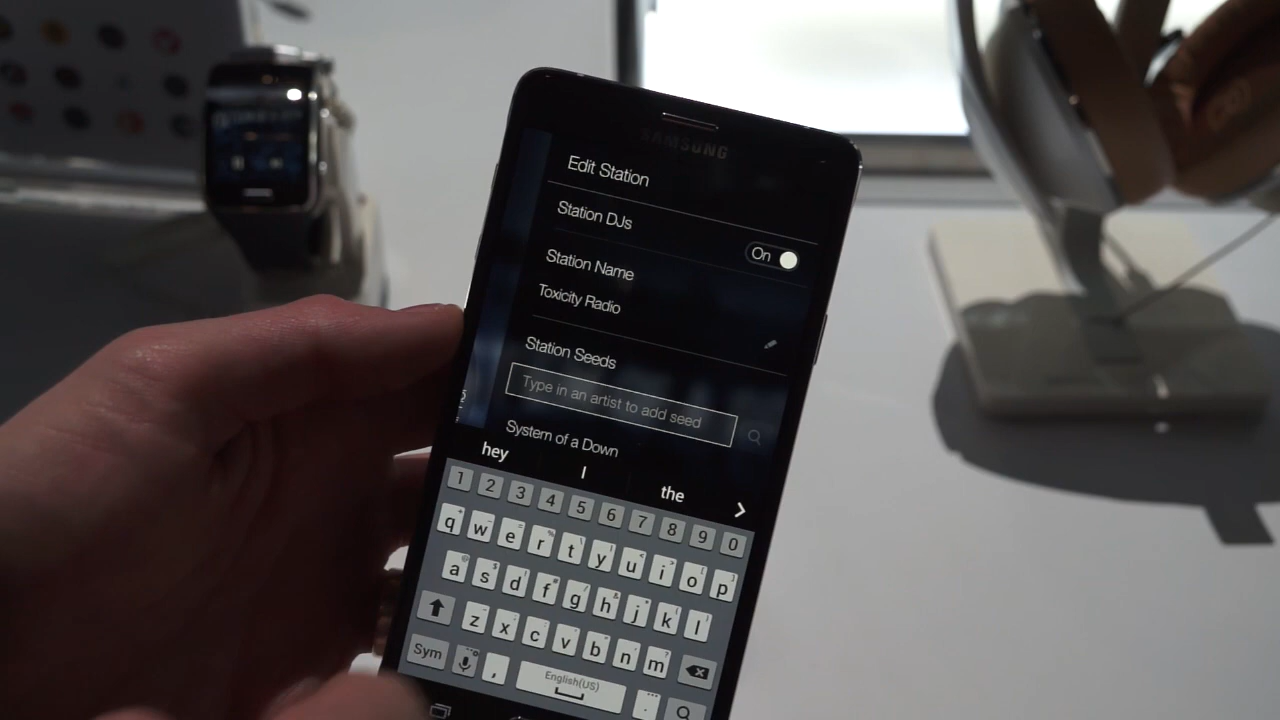 SAMSUNG
Edit Station
Station DJs
On
Station Name
Toxicity Radio
Station Seeds
Type in an artist to add seed
System of a Down
hey I the
1 2 3 4 5 6 7 8 9 0
q w e r t y u i o p
a s d f g h j k l
z x c v b n m
Sym , English(US) .